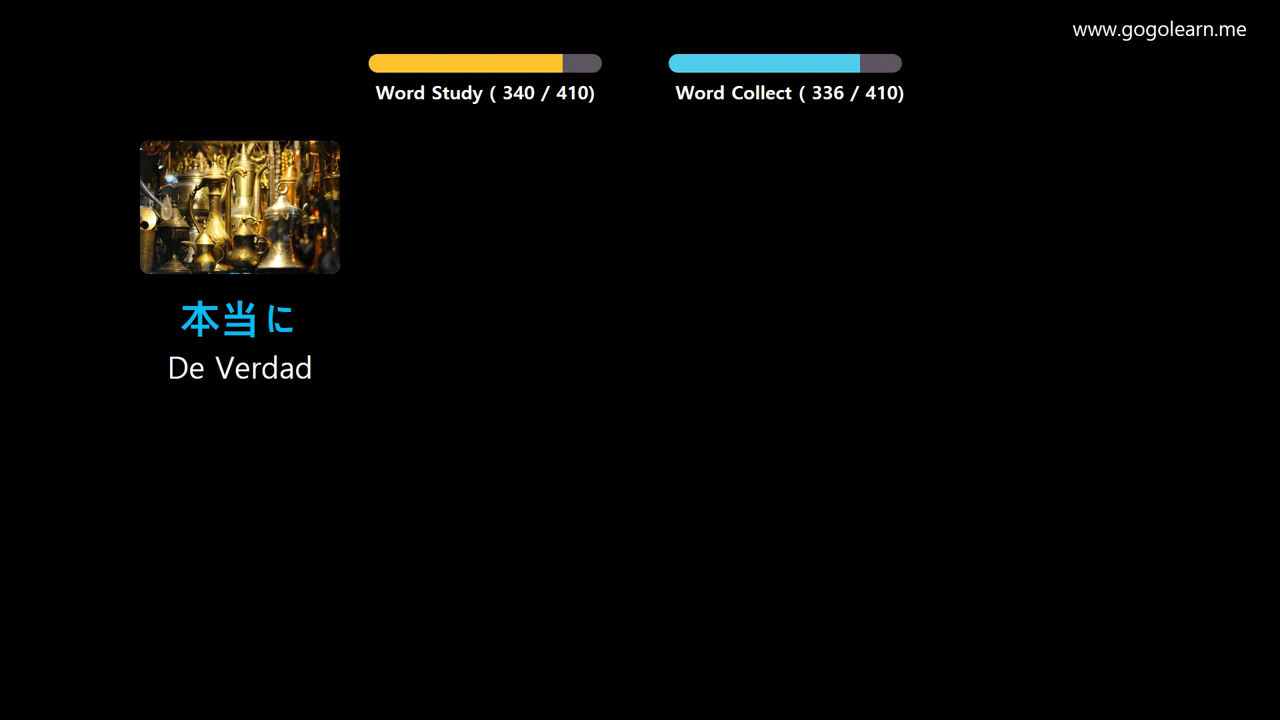 www.gogolearn.me
Word Study ( 340 / 410)
Word Collect ( 336 / 410)
本当に
De Verdad